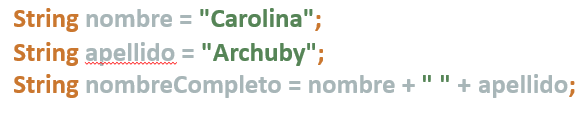 String nombre = "Carolina";
String apellido = "Archuby";
String nombreCompleto = nombre + " " + apellido;